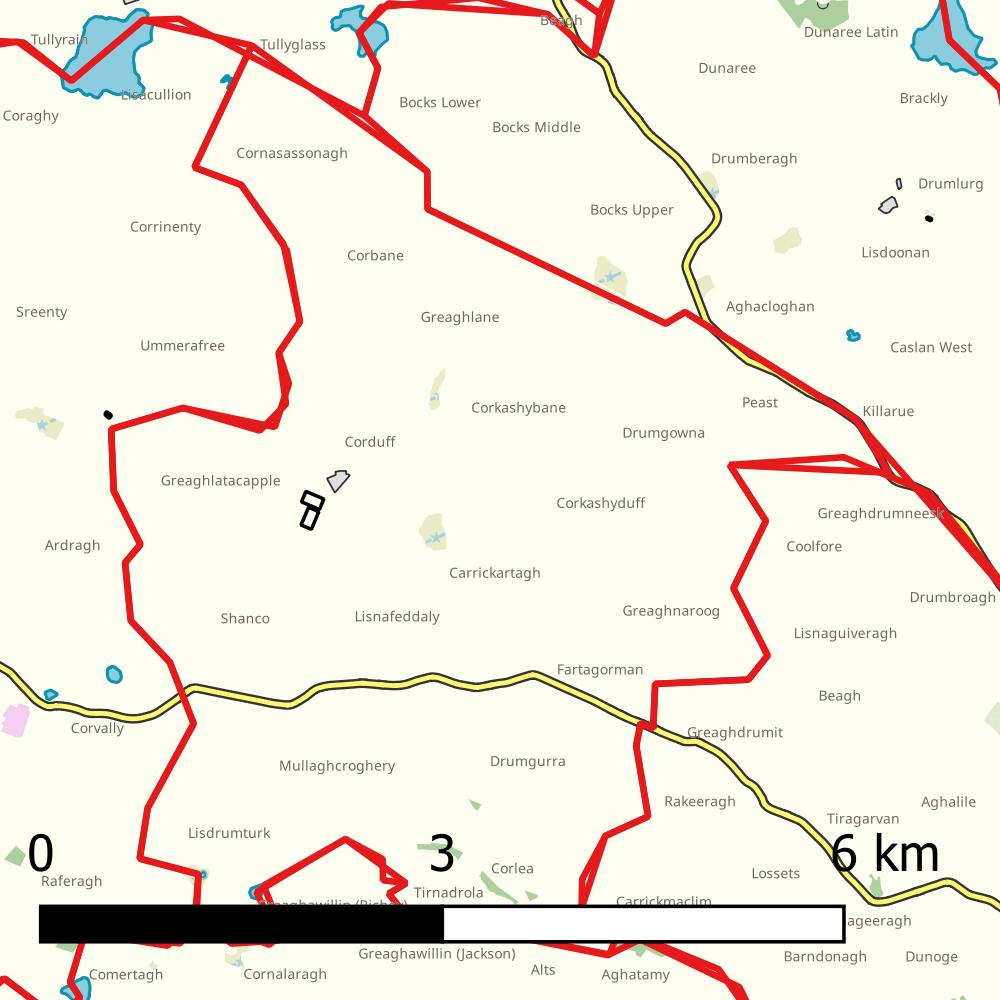 Beagh
Dunaree Latin
Tullyrain
Tullyglass
Dunaree
Lisacullion
Bocks Lower
Brackly
Coraghy
Bocks Middle
Cornasassonagh
Drumberagh
Drumlurg
Bocks Upper
Corrinenty
Corbane
Lisdoonan
Sreenty
Greaghlane
Aghacloghan
Ummerafree
Caslan West
Corkashybane
Peast
Killarue
Corduff
Drumgowna
Greaghlatacapple
Corkashyduff
Greaghdrumneesk
Ardragh
Coolfore
Carrickartagh
Drumbroagh
Shanco
Lisnafeddaly
Greaghnaroog
Lisnaguiveragh
Fartagorman
Beagh
Corvally
Greaghdrumit
Mullaghcroghery
Drumgurra
Rakeeragh
Aghalile
Tiragarvan
Lisdrumturk
0 3 6 km
Raferagh
Corlea
Lossets
Tirnadrola
Greaghawillin (Richey)
Carrickmaclim
ageeragh
Greaghawillin (Jackson)
Barndonagh
Dunoge
Comertagh
Cornalaragh
Alts
Aghatamy